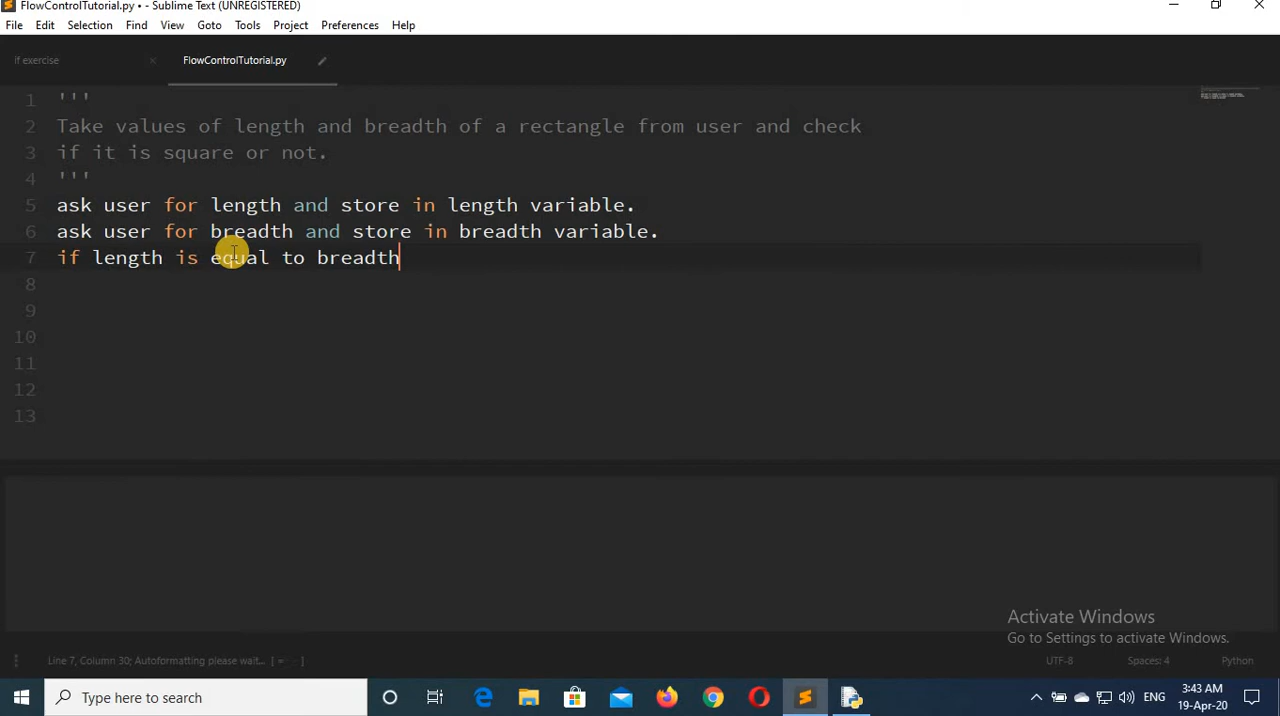 FlowControlTutorial.py • - Sublime Text (UNREGISTERED)
File Edit Selection Find View Goto Tools Project Preferences Help
If exercise FlowControlTutorial.py
1 '''
2 Take values of length and breadth of a rectangle from user and check
3 if it is square or not.
4 '''
5 ask user for length and store in length variable.
6 ask user for breadth and store in breadth variable.
7 if length is equal to breadth
8
9
10
11
12
13
Activate Windows
Go to Settings to activate Windows.
Line 7, Column 30; Autoformatting please wait... [ = ] UTF-8 Spaces: 4 Python
Type here to search ENG 3:43 AM
19-Apr-20